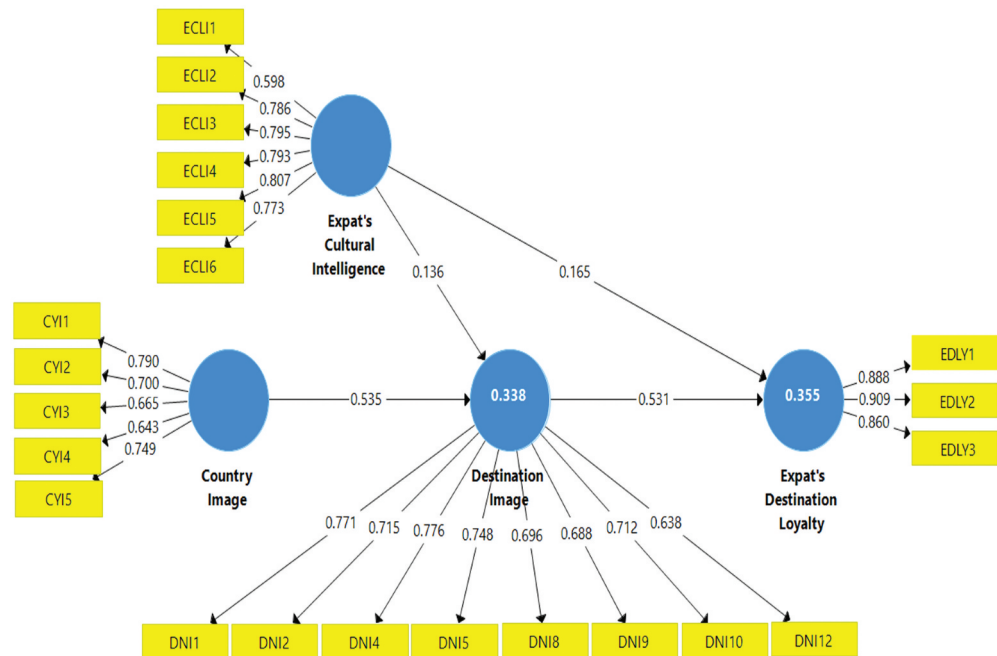 ECLI1
ECLI2
ECLI3
ECLI4
ECLI5
ECLI6
0.598
0.786
0.795
0.793
0.807
0.773
Expat's
Cultural
Intelligence
0.136
0.165
CYI1
CYI2
CYI3
CYI4
CYI5
0.790
0.700
0.665
0.643
0.749
Country
Image
0.535
0.338
Destination
Image
0.531
0.355
Expat's
Destination
Loyalty
0.888
0.909
0.860
EDLY1
EDLY2
EDLY3
0.771
0.715
0.776
0.748
0.696
0.688
0.712
0.638
DNI1
DNI2
DNI4
DNI5
DNI8
DNI9
DNI10
DNI12